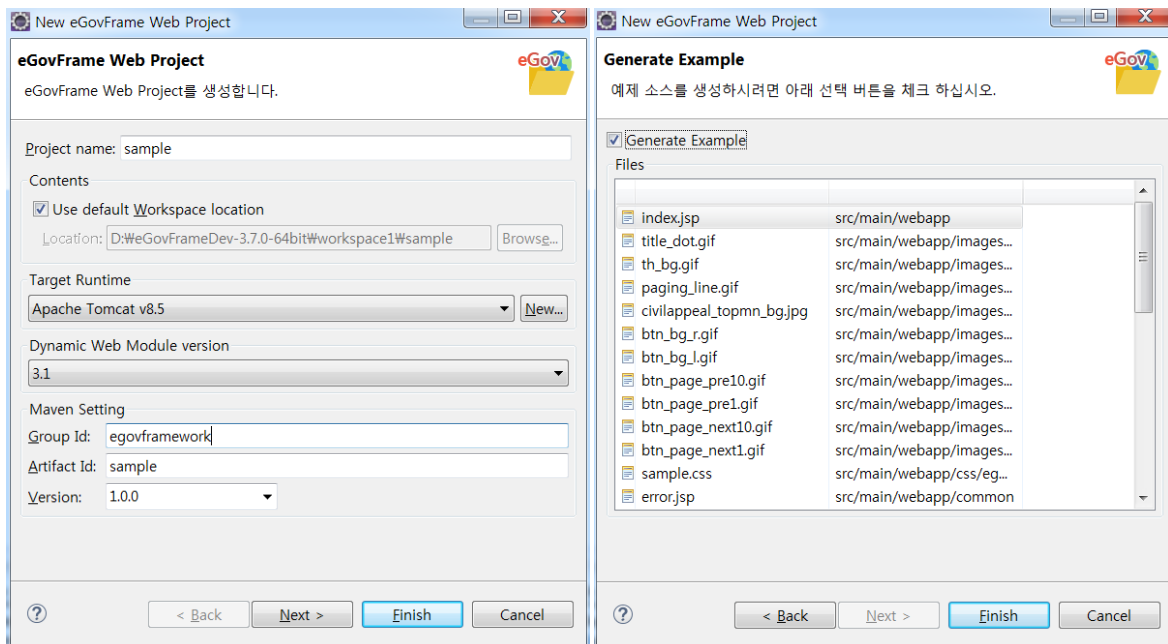 New eGovFrame Web Project
eGovFrame Web Project
eGovFrame Web Project를 생성합니다.
eGov
Project name: sample
Contents
Use default Workspace location
Location: D:₩eGovFrameDev-3.7.0-64bit₩workspace1₩sample Browse...
Target Runtime
Apache Tomcat v8.5 New...
Dynamic Web Module version
3.1
Maven Setting
Group Id: egovframework
Artifact Id: sample
Version: 1.0.0
< Back Next > Finish Cancel
New eGovFrame Web Project
Generate Example
예제 소스를 생성하시려면 아래 선택 버튼을 체크 하십시오.
eGov
Generate Example
Files
index.jsp src/main/webapp
title_dot.gif src/main/webapp/images...
th_bg.gif src/main/webapp/images...
paging_line.gif src/main/webapp/images...
civilappeal_topmn_bg.jpg src/main/webapp/images...
btn_bg_r.gif src/main/webapp/images...
btn_bg_l.gif src/main/webapp/images...
btn_page_pre10.gif src/main/webapp/images...
btn_page_pre1.gif src/main/webapp/images...
btn_page_next10.gif src/main/webapp/images...
btn_page_next1.gif src/main/webapp/images...
sample.css src/main/webapp/css/eg...
error.jsp src/main/webapp/common
< Back Next > Finish Cancel